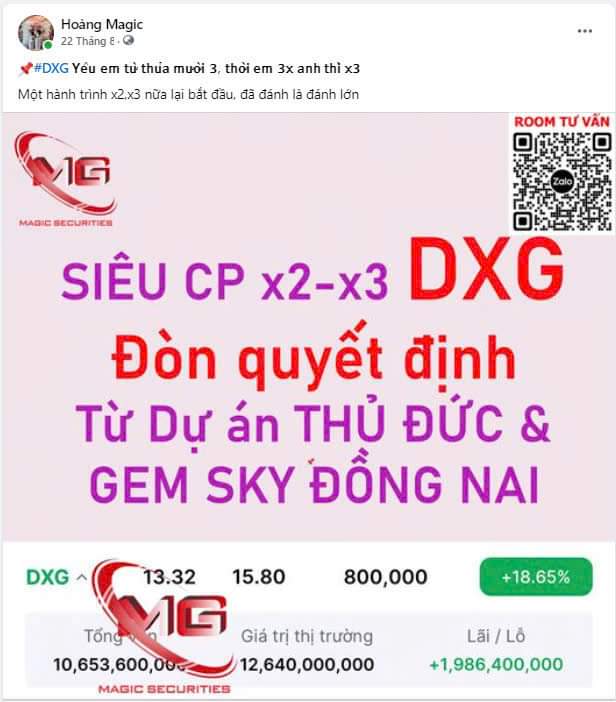 Hoàng Magic
22 Tháng 8 ·
📌#DXG Yêu em từ thủa mười 3, thời em 3x anh thì x3
Một hành trình x2,x3 nữa lại bắt đầu, đã đánh là đánh lớn
ROOM TƯ VẤN
Zalo
MG
MAGIC SECURITIES
SIÊU CP x2-x3 DXG
Đòn quyết định
Từ Dự án THỦ ĐỨC &
GEM SKY ĐỒNG NAI
DXG 13.32 15.80 800,000 +18.65%
MG
Tổng Giá trị thị trường Lãi / Lỗ
10,653,600,00 12,640,000,000 +1,986,400,000
MAGIC SECURITIES